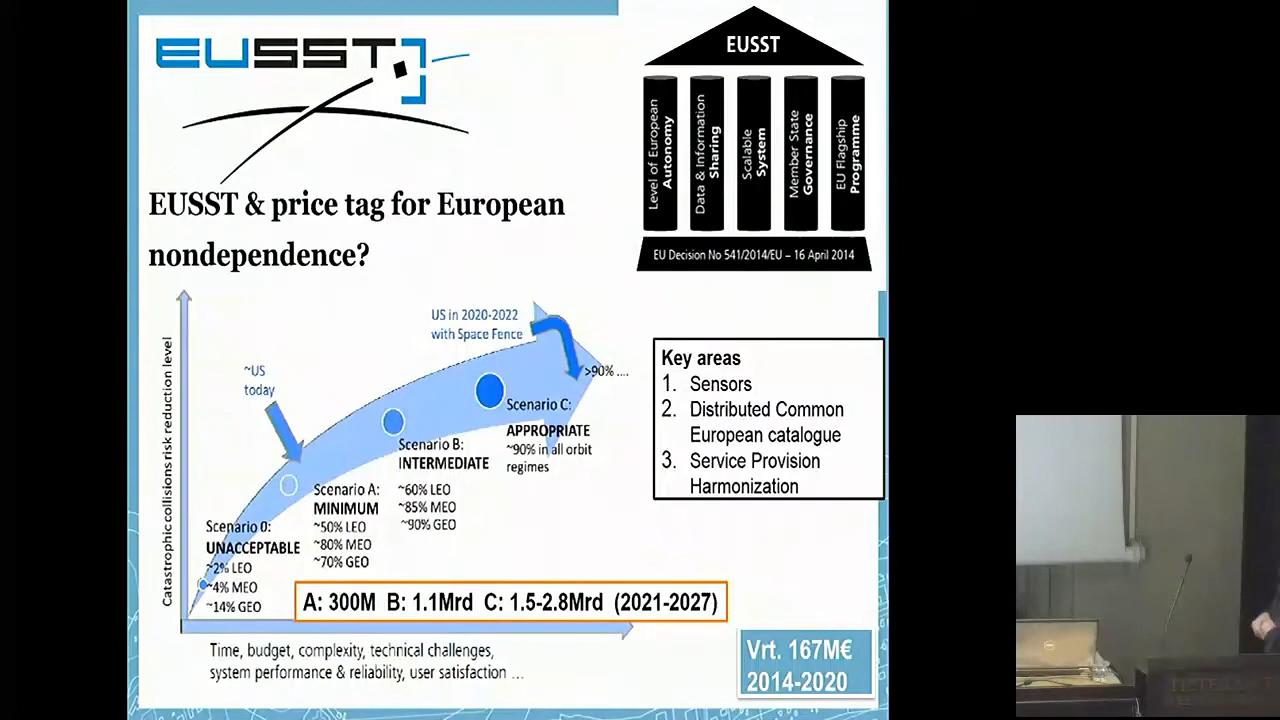 EUSST
EUSST
Level of European
Autonomy
Data & Information
Sharing
Scalable
System
Member State
Governance
EU Flagship
Programme
EU Decision No 541/2014/EU – 16 April 2014
EUSST & price tag for European
nondependence?
Catastrophic collisions risk reduction level
US in 2020-2022
with Space Fence
~US
today
>90% ....
Scenario C:
APPROPRIATE
~90% in all orbit
regimes
Scenario B:
INTERMEDIATE
~60% LEO
~85% MEO
~90% GEO
Scenario A:
MINIMUM
~50% LEO
~80% MEO
~70% GEO
Scenario 0:
UNACCEPTABLE
~2% LEO
~4% MEO
~14% GEO
A: 300M B: 1.1Mrd C: 1.5-2.8Mrd (2021-2027)
Time, budget, complexity, technical challenges,
system performance & reliability, user satisfaction ...
Key areas
1. Sensors
2. Distributed Common
European catalogue
3. Service Provision
Harmonization
Vrt. 167M€
2014-2020